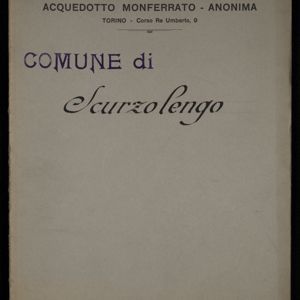 ACQUEDOTTO MONFERRATO - ANONIMA
TORINO - Corso Re Umberto, 9
COMUNE di
Scurzolengo